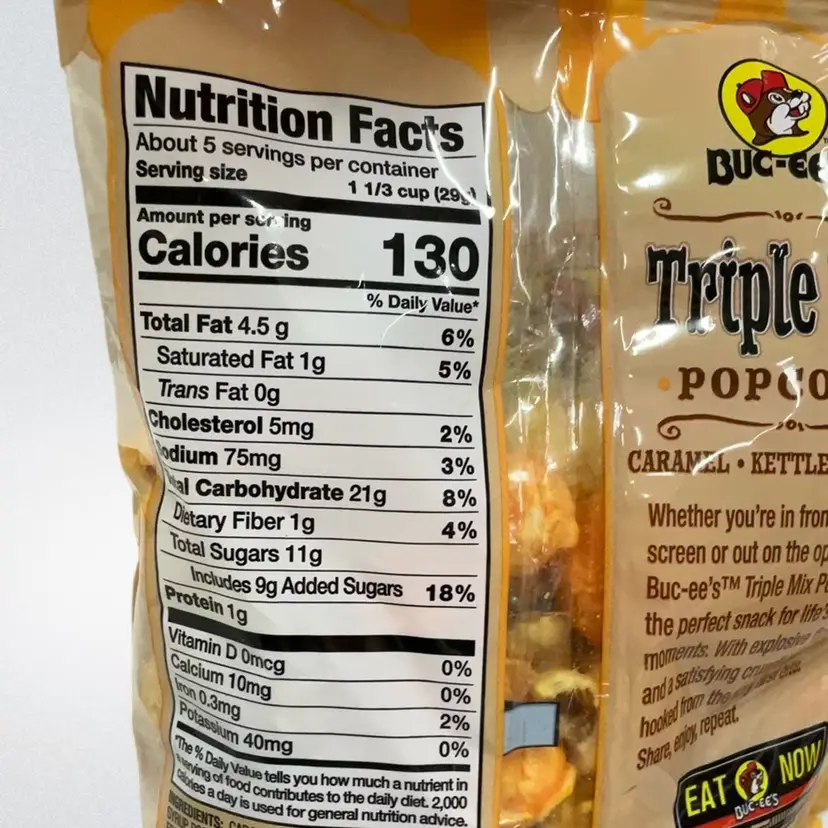 Nutrition Facts
About 5 servings per container
Serving size
1 1/3 cup (29g)
Amount per serving
Calories 130
% Daily Value*
Total Fat 4.5 g 6%
Saturated Fat 1g 5%
Trans Fat 0g
Cholesterol 5mg 2%
Sodium 75mg 3%
Total Carbohydrate 21g 8%
Dietary Fiber 1g 4%
Total Sugars 11g
Includes 9g Added Sugars 18%
Protein 1g
Vitamin D 0mcg 0%
Calcium 10mg 0%
Iron 0.3mg 2%
Potassium 40mg 0%
*The % Daily Value tells you how much a nutrient in
a serving of food contributes to the daily diet. 2,000
calories a day is used for general nutrition advice.
INGREDIENTS:
BUC-EE
Triple
POPCO
CARAMEL • KETTLE
Whether you're in fron
screen or out on the op
Buc-ee's™ Triple Mix Po
the perfect snack for life's
moments. With explosive
and a satisfying crunch
hooked from the
Share, enjoy, repeat.
EAT NOW
BUC-EE'S